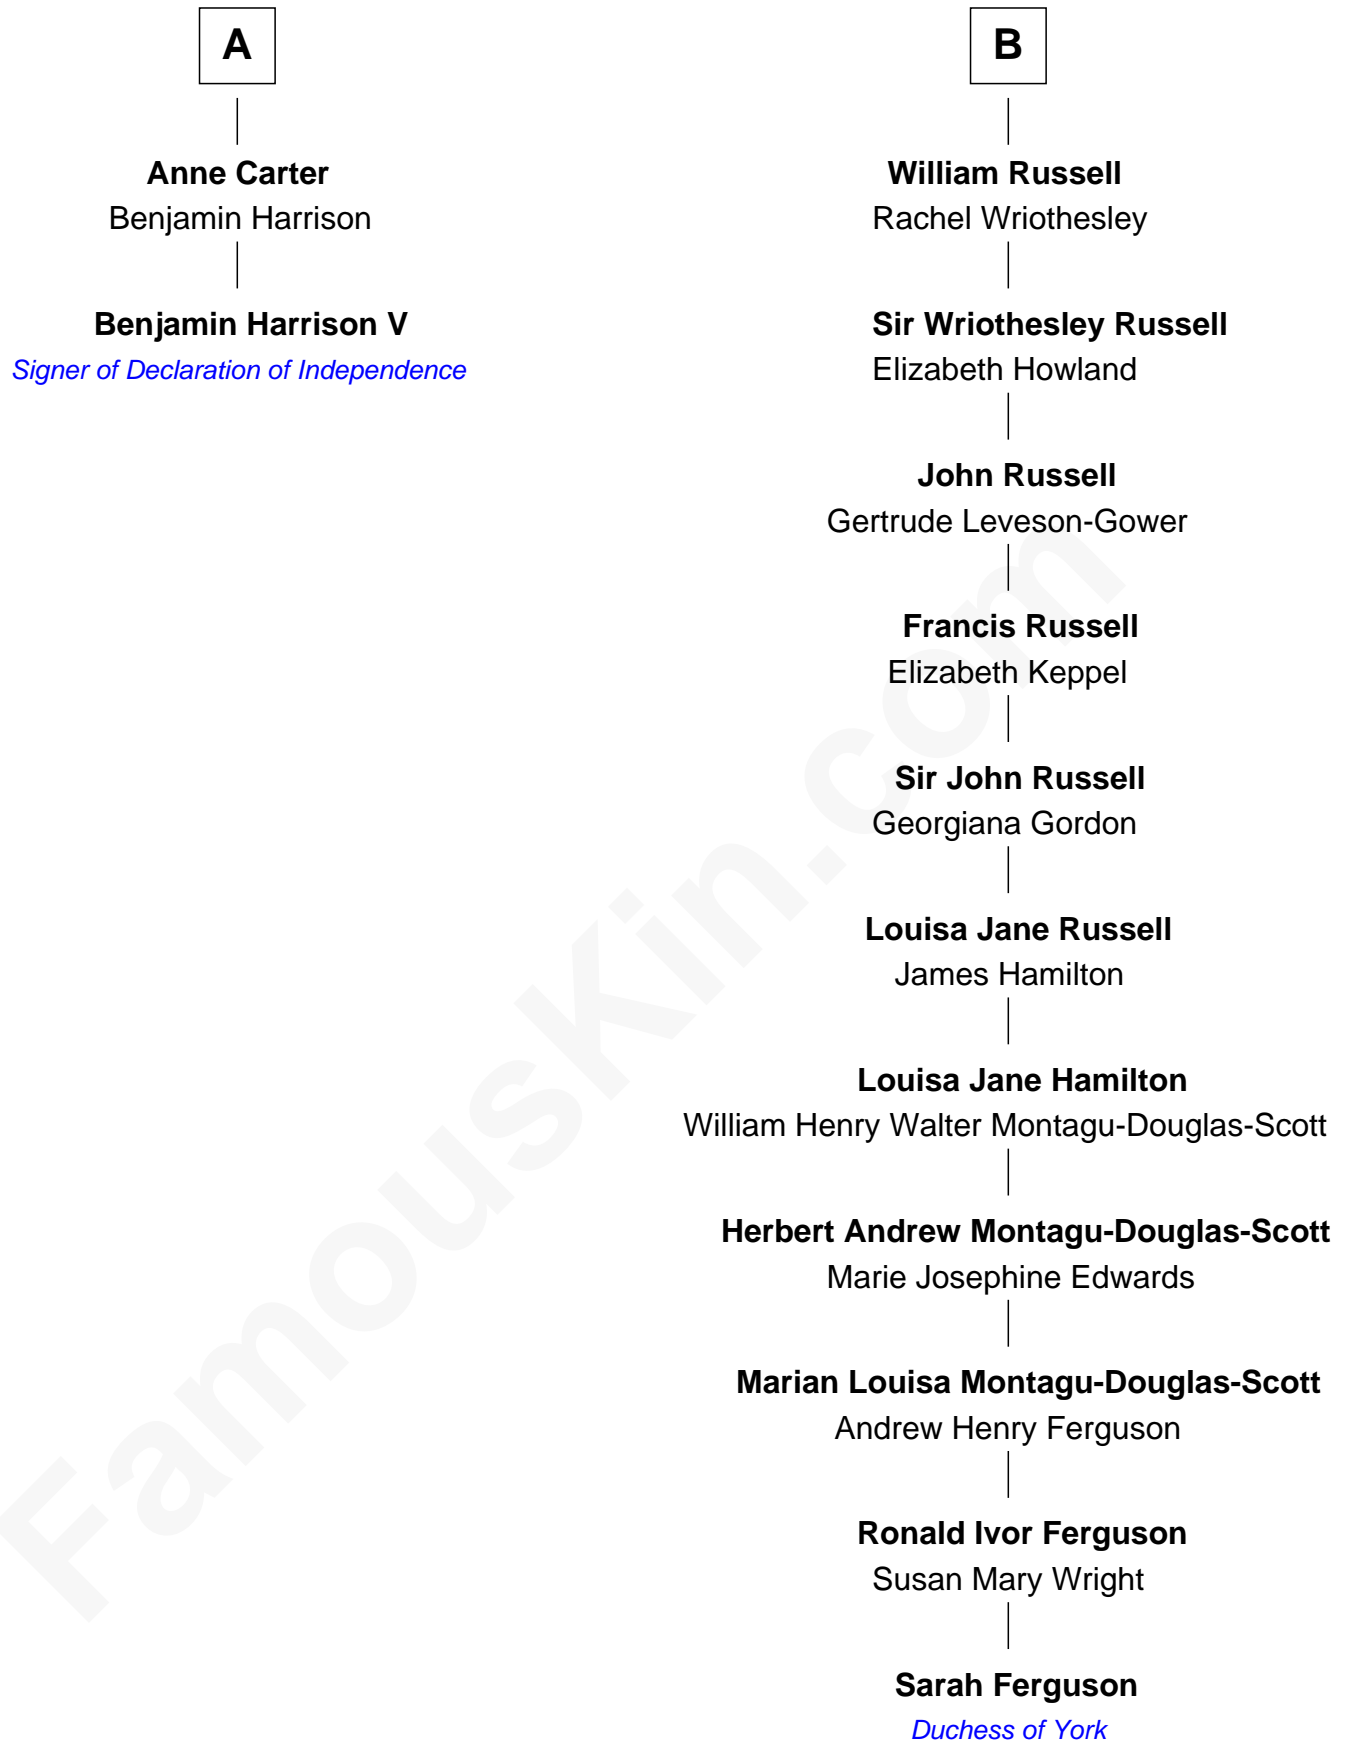 A
Anne Carter
Benjamin Harrison
Benjamin Harrison V
Signer of Declaration of Independence
B
William Russell
Rachel Wriothesley
Sir Wriothesley Russell
Elizabeth Howland
John Russell
Gertrude Leveson-Gower
Francis Russell
Elizabeth Keppel
Sir John Russell
Georgiana Gordon
Louisa Jane Russell
James Hamilton
Louisa Jane Hamilton
William Henry Walter Montagu-Douglas-Scott
Herbert Andrew Montagu-Douglas-Scott
Marie Josephine Edwards
Marian Louisa Montagu-Douglas-Scott
Andrew Henry Ferguson
Ronald Ivor Ferguson
Susan Mary Wright
Sarah Ferguson
Duchess of York
FamousKin.com